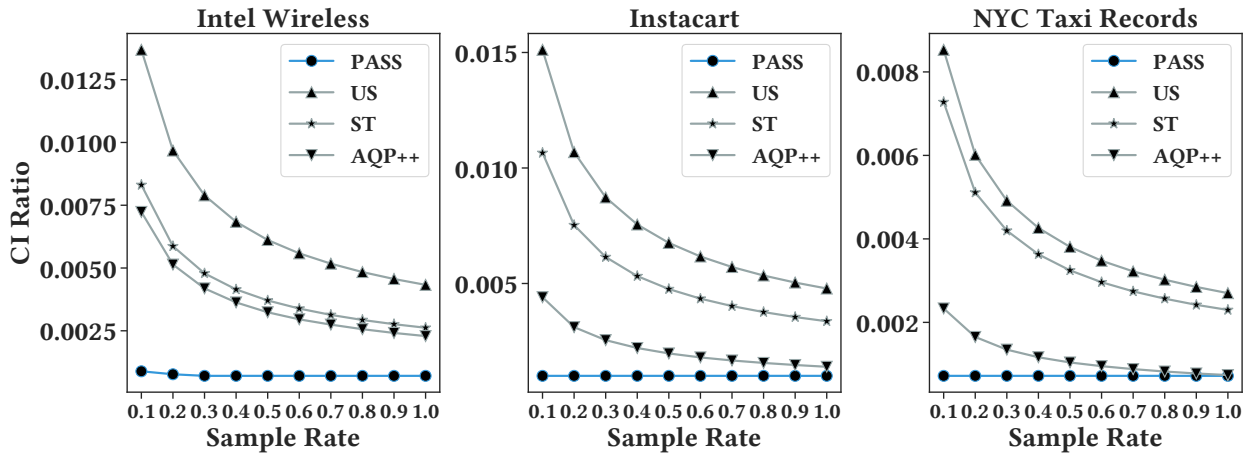 Intel Wireless
CI Ratio
0.0125
0.0100
0.0075
0.0050
0.0025
PASS
US
ST
AQP++
0.1 0.2 0.3 0.4 0.5 0.6 0.7 0.8 0.9 1.0
Sample Rate
Instacart
0.015
0.010
0.005
PASS
US
ST
AQP++
0.1 0.2 0.3 0.4 0.5 0.6 0.7 0.8 0.9 1.0
Sample Rate
NYC Taxi Records
0.008
0.006
0.004
0.002
PASS
US
ST
AQP++
0.1 0.2 0.3 0.4 0.5 0.6 0.7 0.8 0.9 1.0
Sample Rate